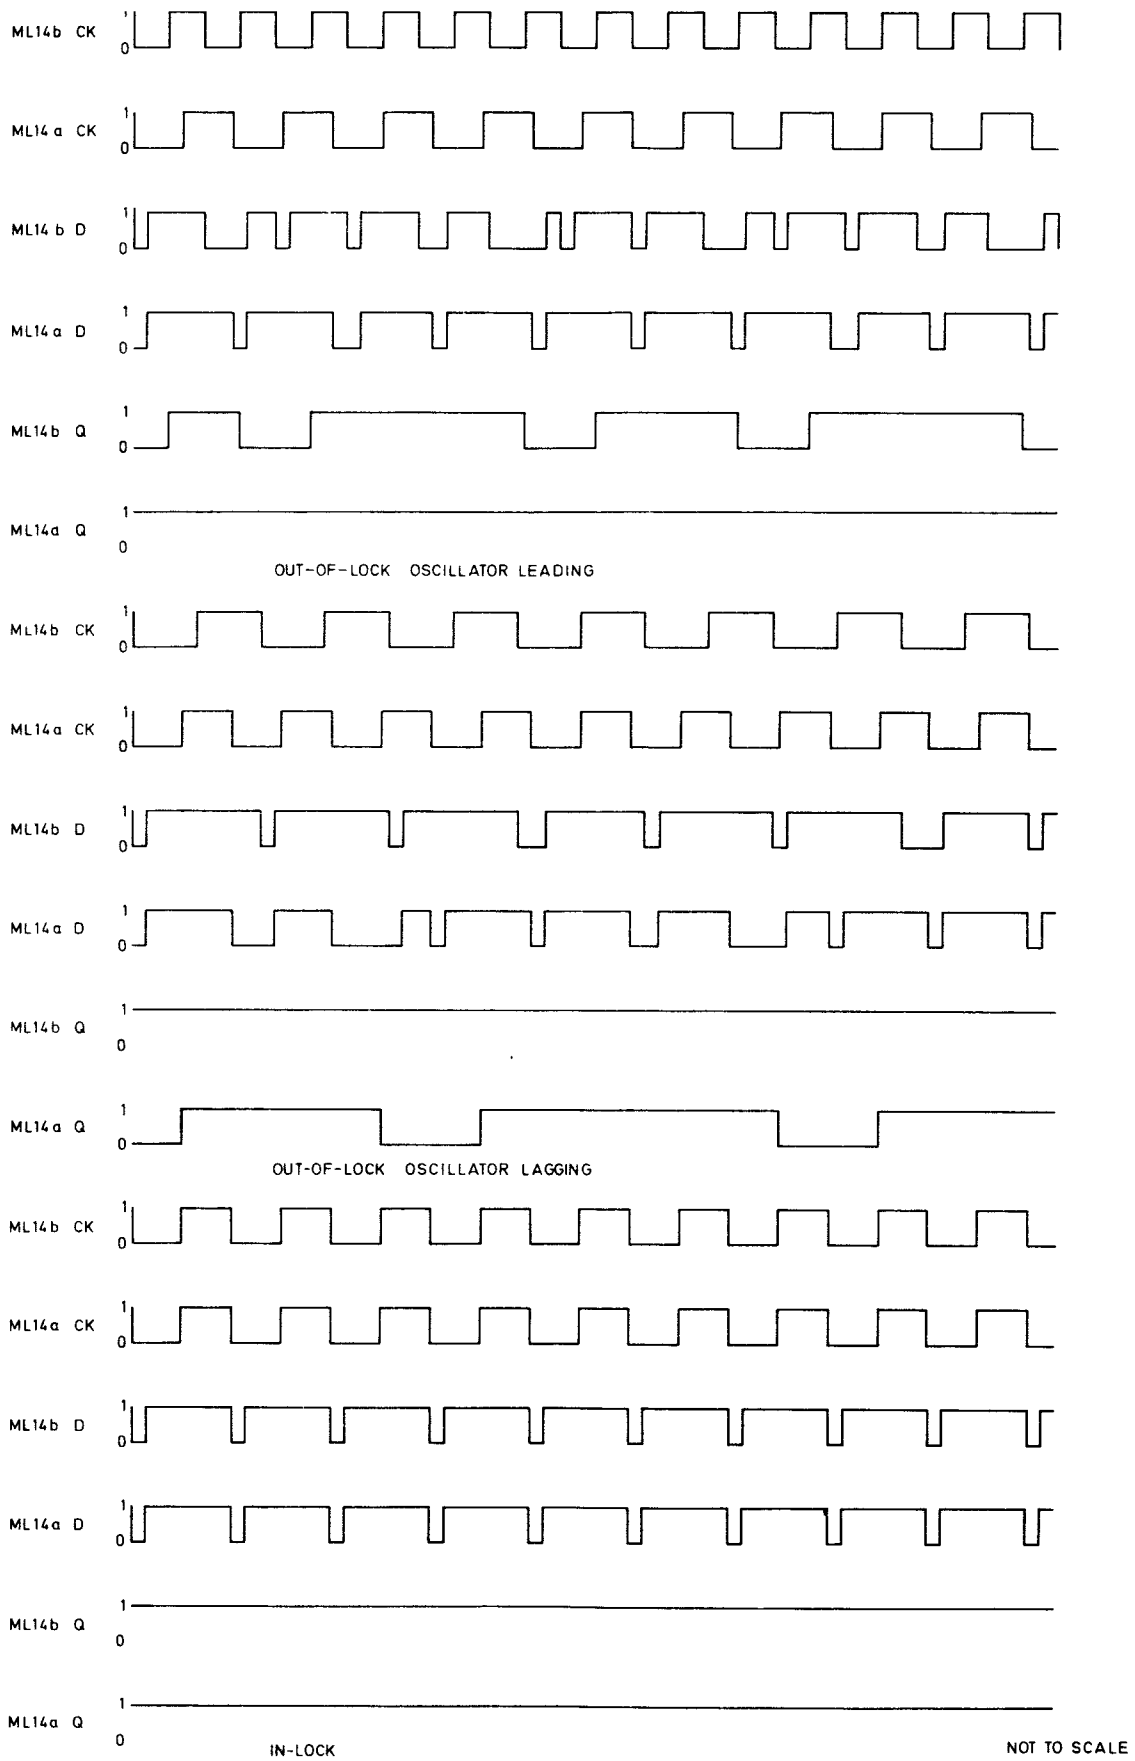 1
ML14b CK
0
1
ML14a CK
0
1
ML14b D
0
1
ML14a D
0
1
ML14b Q
0
1
ML14a Q
0
OUT-OF-LOCK OSCILLATOR LEADING
1
ML14b CK
0
1
ML14a CK
0
1
ML14b D
0
1
ML14a D
0
1
ML14b Q
0
1
ML14a Q
0
OUT-OF-LOCK OSCILLATOR LAGGING
1
ML14b CK
0
1
ML14a CK
0
1
ML14b D
0
1
ML14a D
0
1
ML14b Q
0
1
ML14a Q
0
IN-LOCK
NOT TO SCALE